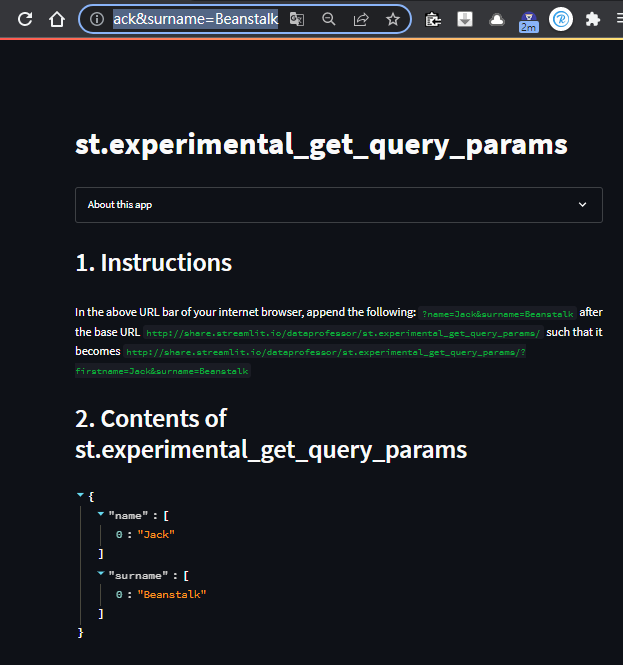 ack&surname=Beanstalk
2m
st.experimental_get_query_params
About this app
1. Instructions
In the above URL bar of your internet browser, append the following: ?name=Jack&surname=Beanstalk after
the base URL http://share.streamlit.io/dataprofessor/st.experimental_get_query_params/ such that it
becomes http://share.streamlit.io/dataprofessor/st.experimental_get_query_params/?
firstname=Jack&surname=Beanstalk
2. Contents of
st.experimental_get_query_params
{
"name" : [
0 : "Jack"
]
"surname" : [
0 : "Beanstalk"
]
}